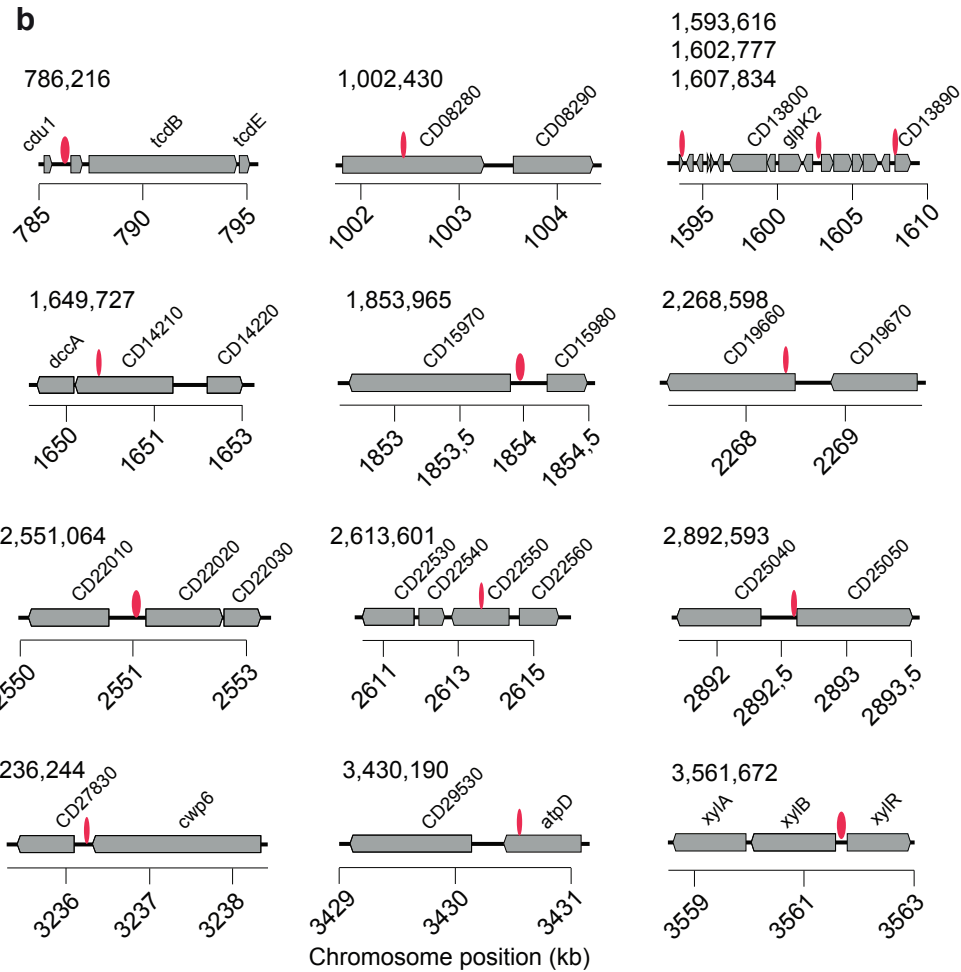 b
786,216
cdu1 tcdB tcdE
785 790 795
1,002,430
CD08280 CD08290
1002 1003 1004
1,593,616
1,602,777
1,607,834
CD13800 glpK2 CD13890
1595 1600 1605 1610
1,649,727
dccA CD14210 CD14220
1650 1651 1653
1,853,965
CD15970 CD15980
1853 1853,5 1854 1854,5
2,268,598
CD19660 CD19670
2268 2269
2,551,064
CD22010 CD22020 CD22030
2550 2551 2553
2,613,601
CD22530 CD22540 CD22550 CD22560
2611 2613 2615
2,892,593
CD25040 CD25050
2892 2892,5 2893 2893,5
236,244
CD27830 cwp6
3236 3237 3238
3,430,190
CD29530 atpD
3429 3430 3431
3,561,672
xylA xylB xylR
3559 3561 3563
Chromosome position (kb)